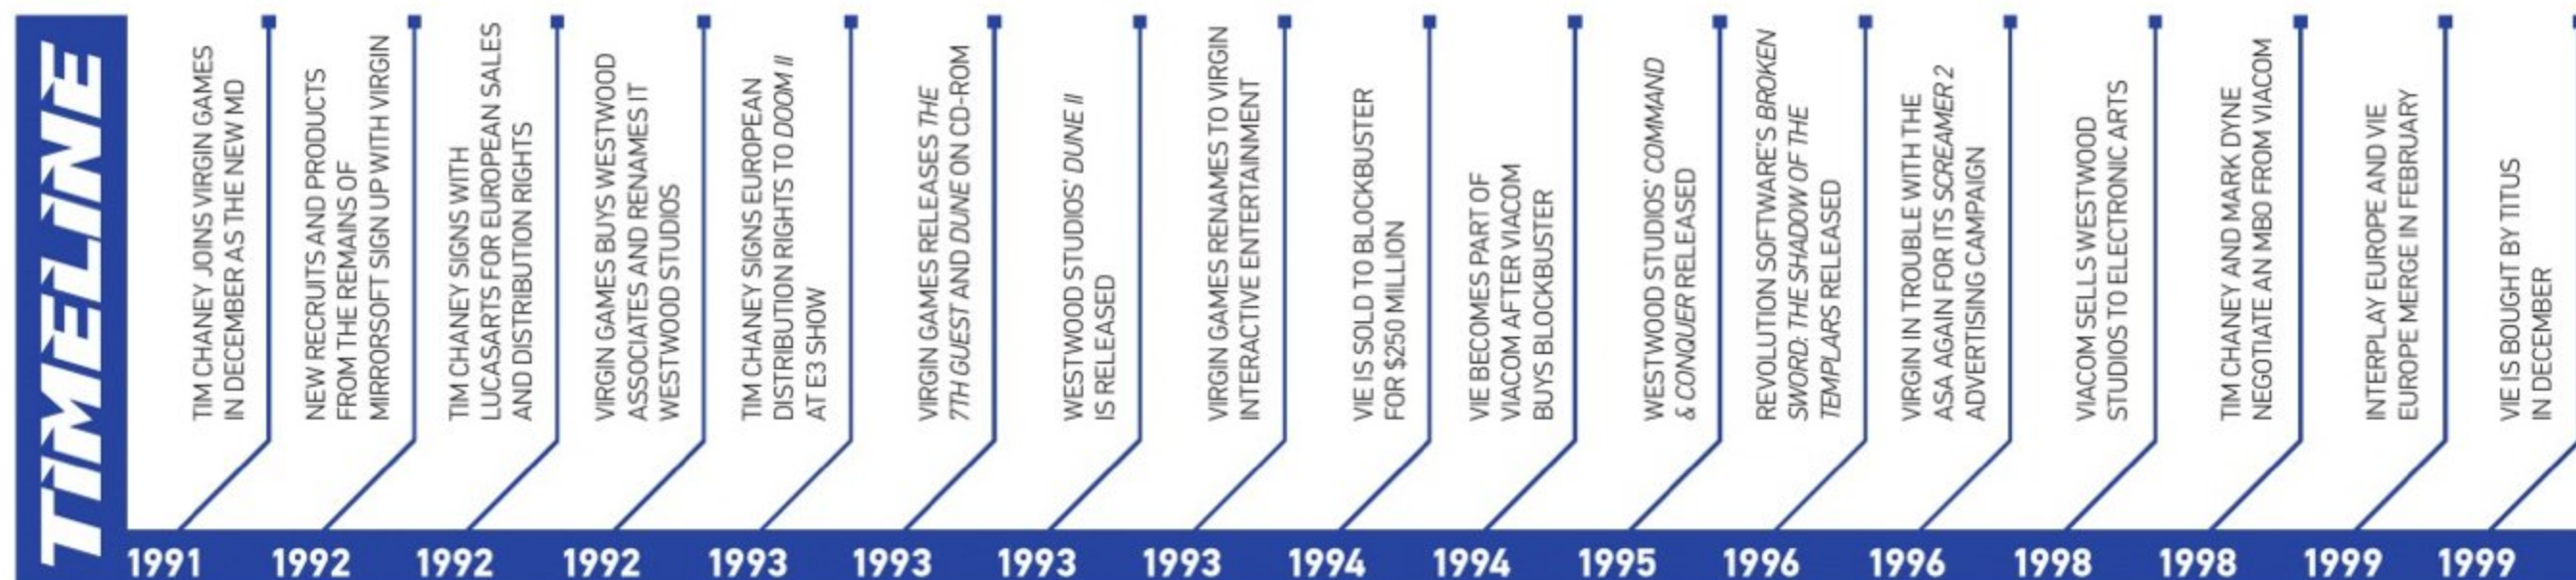 TiMELiNE
TIM CHANEY JOINS VIRGIN GAMES
IN DECEMBER AS THE NEW MD
1991
NEW RECRUITS AND PRODUCTS
FROM THE REMAINS OF
MIRRORSOFT SIGN UP WITH VIRGIN
1992
TIM CHANEY SIGNS WITH
LUCASARTS FOR EUROPEAN SALES
AND DISTRIBUTION RIGHTS
1992
VIRGIN GAMES BUYS WESTWOOD
ASSOCIATES AND RENAMES IT
WESTWOOD STUDIOS
1992
TIM CHANEY SIGNS EUROPEAN
DISTRIBUTION RIGHTS TO DOOM II
AT E3 SHOW
1993
VIRGIN GAMES RELEASES THE
7TH GUEST AND DUNE ON CD-ROM
1993
WESTWOOD STUDIOS' DUNE II
IS RELEASED
1993
VIRGIN GAMES RENAMES TO VIRGIN
INTERACTIVE ENTERTAINMENT
1993
VIE IS SOLD TO BLOCKBUSTER
FOR $250 MILLION
1994
VIE BECOMES PART OF
VIACOM AFTER VIACOM
BUYS BLOCKBUSTER
1994
WESTWOOD STUDIOS' COMMAND
& CONQUER RELEASED
1995
REVOLUTION SOFTWARE'S BROKEN
SWORD: THE SHADOW OF THE
TEMPLARS RELEASED
1996
VIRGIN IN TROUBLE WITH THE
ASA AGAIN FOR ITS SCREAMER 2
ADVERTISING CAMPAIGN
1996
VIACOM SELLS WESTWOOD
STUDIOS TO ELECTRONIC ARTS
1998
TIM CHANEY AND MARK DYNE
NEGOTIATE AN MBO FROM VIACOM
1998
INTERPLAY EUROPE AND VIE
EUROPE MERGE IN FEBRUARY
1999
VIE IS BOUGHT BY TITUS
IN DECEMBER
1999